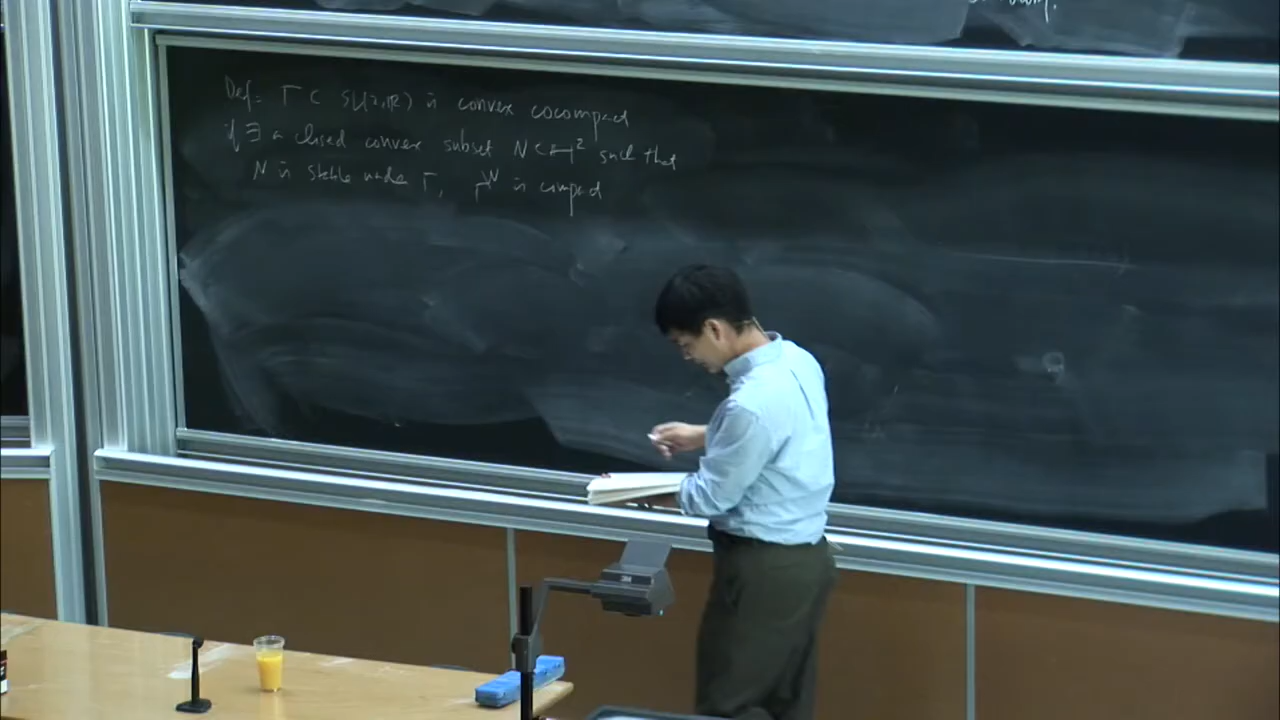 Def: Γ ⊂ SL(2,ℝ) is convex cocompact
if ∃ a closed convex subset N ⊂ ℍ² such that
N is stable under Γ, Γ\N is compact